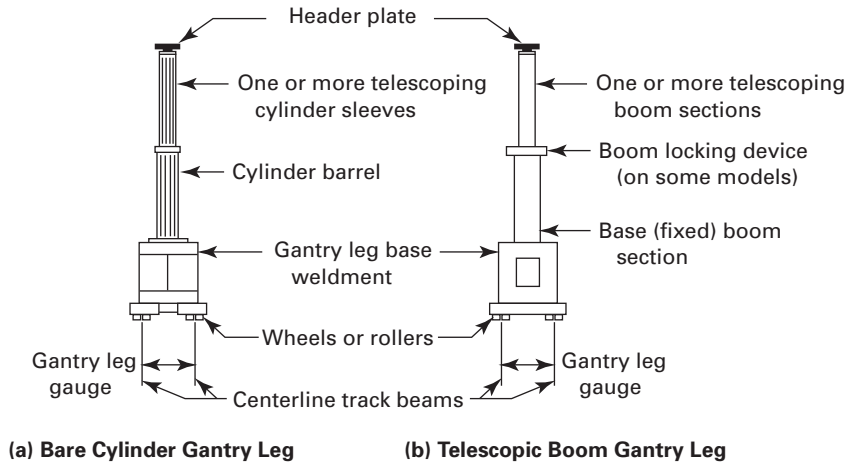 Header plate
One or more telescoping
cylinder sleeves
One or more telescoping
boom sections
Boom locking device
(on some models)
Cylinder barrel
Base (fixed) boom
section
Gantry leg base
weldment
Wheels or rollers
Gantry leg
gauge
Gantry leg
gauge
Centerline track beams
(a) Bare Cylinder Gantry Leg
(b) Telescopic Boom Gantry Leg